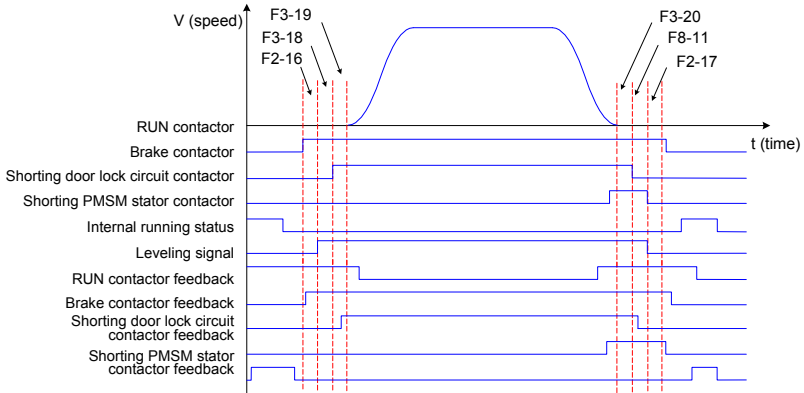 V (speed)
F3-19
F3-18
F2-16
F3-20
F8-11
F2-17
RUN contactor
t (time)
Brake contactor
Shorting door lock circuit contactor
Shorting PMSM stator contactor
Internal running status
Leveling signal
RUN contactor feedback
Brake contactor feedback
Shorting door lock circuit
contactor feedback
Shorting PMSM stator
contactor feedback